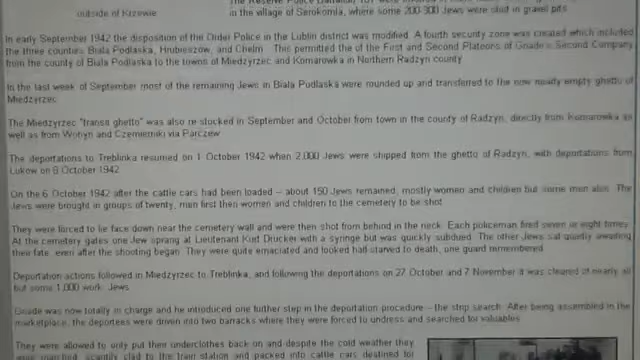 outside of Krzewie
in the village of Serokomla, where some 200-300 Jews were shot in gravel pits
In early September 1942 the disposition of the Order Police in the Lublin district was modified. A fourth security zone was created which included
the three counties Biala Podlaska, Hrubieszow, and Chelm. This permitted the of the First and Second Platoons of Gnade's Second Company
from the county of Biala Podlaska to the towns of Miedzyrzec and Komarowka in Northern Radzyn county
In the last week of September most of the remaining Jews in Biala Podlaska were rounded up and transferred to the now nearly empty ghetto of
Miedzyrzec
The Miedzyrzec "transit ghetto" was also re stocked in September and October from town in the county of Radzyn, directly from Komarowka as
well as from Wohyn and Czemierniki via Parczew
The deportations to Treblinka resumed on 1 October 1942 when 2,000 Jews were shipped from the ghetto of Radzyn, with deportations from
Lukow on 9 October 1942
On the 6 October 1942 after the cattle cars had been loaded – about 150 Jews remained, mostly women and children but some men also. The
Jews were brought in groups of twenty, men first then women and children to the cemetery to be shot
They were forced to lie face down near the cemetery wall and were then shot from behind in the neck. Each policeman fired seven or eight times.
At the cemetery gates one Jew sprang at Lieutenant Kurt Drucker with a syringe but was quickly subdued. The other Jews sat quietly awaiting
their fate, even after the shooting began. They were quite emaciated and looked half-starved to death, one guard remembered.
Deportation actions followed in Miedzyrzec to Treblinka, and following the deportations on 27 October and 7 November it was cleared of nearly all
but some 1,000 work Jews
Gnade was now totally in charge and he introduced one further step in the deportation procedure – the strip search. After being assembled in the
marketplace, the deportees were driven into two barracks where they were forced to undress and searched for valuables
They were allowed to only put their underclothes back on and despite the cold weather they
were marched, scantily clad to the train station and packed into cattle cars destined for